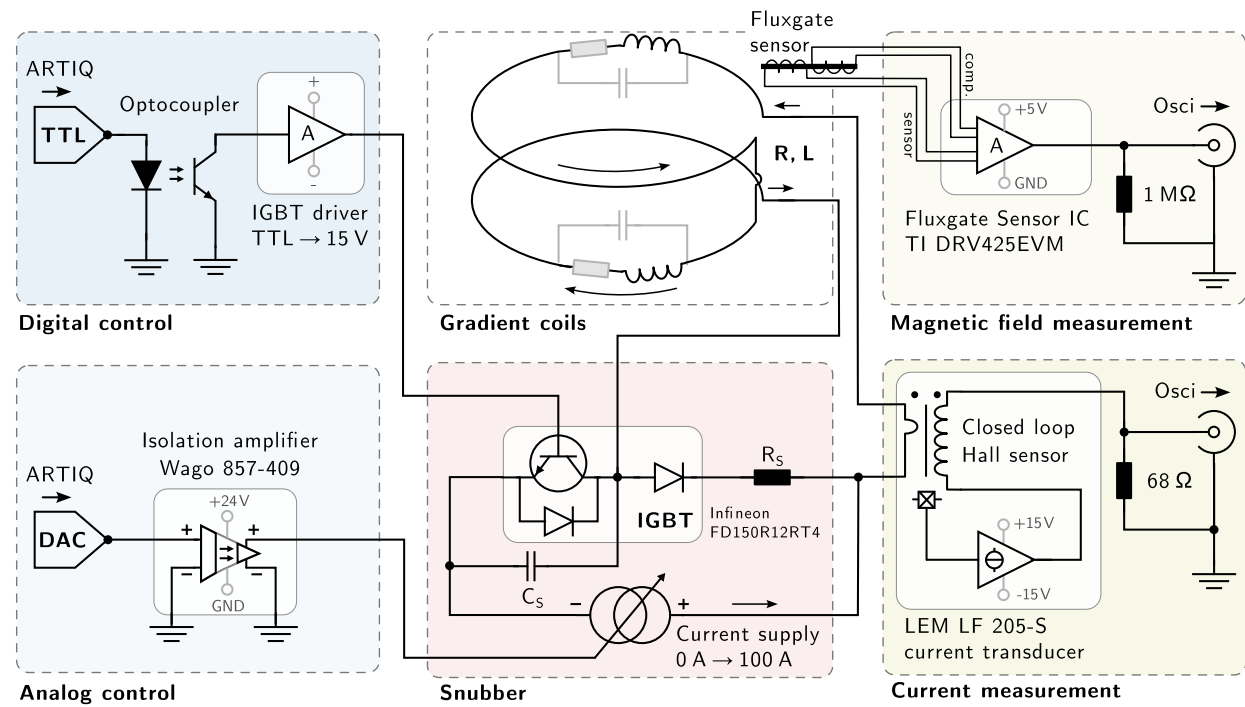 ARTIQ
TTL
Optocoupler
+
A
-
IGBT driver
TTL → 15 V
Digital control
R, L
Gradient coils
Fluxgate
sensor
comp.
sensor
+5V
A
GND
Osci
1 MΩ
Fluxgate Sensor IC
TI DRV425EVM
Magnetic field measurement
Isolation amplifier
Wago 857-409
ARTIQ
DAC
+24V
+
+
−
−
GND
Analog control
IGBT
R_S
Infineon
FD150R12RT4
C_S
−
+
Current supply
0 A → 100 A
Snubber
Closed loop
Hall sensor
+15V
-15V
Osci
68 Ω
LEM LF 205-S
current transducer
Current measurement